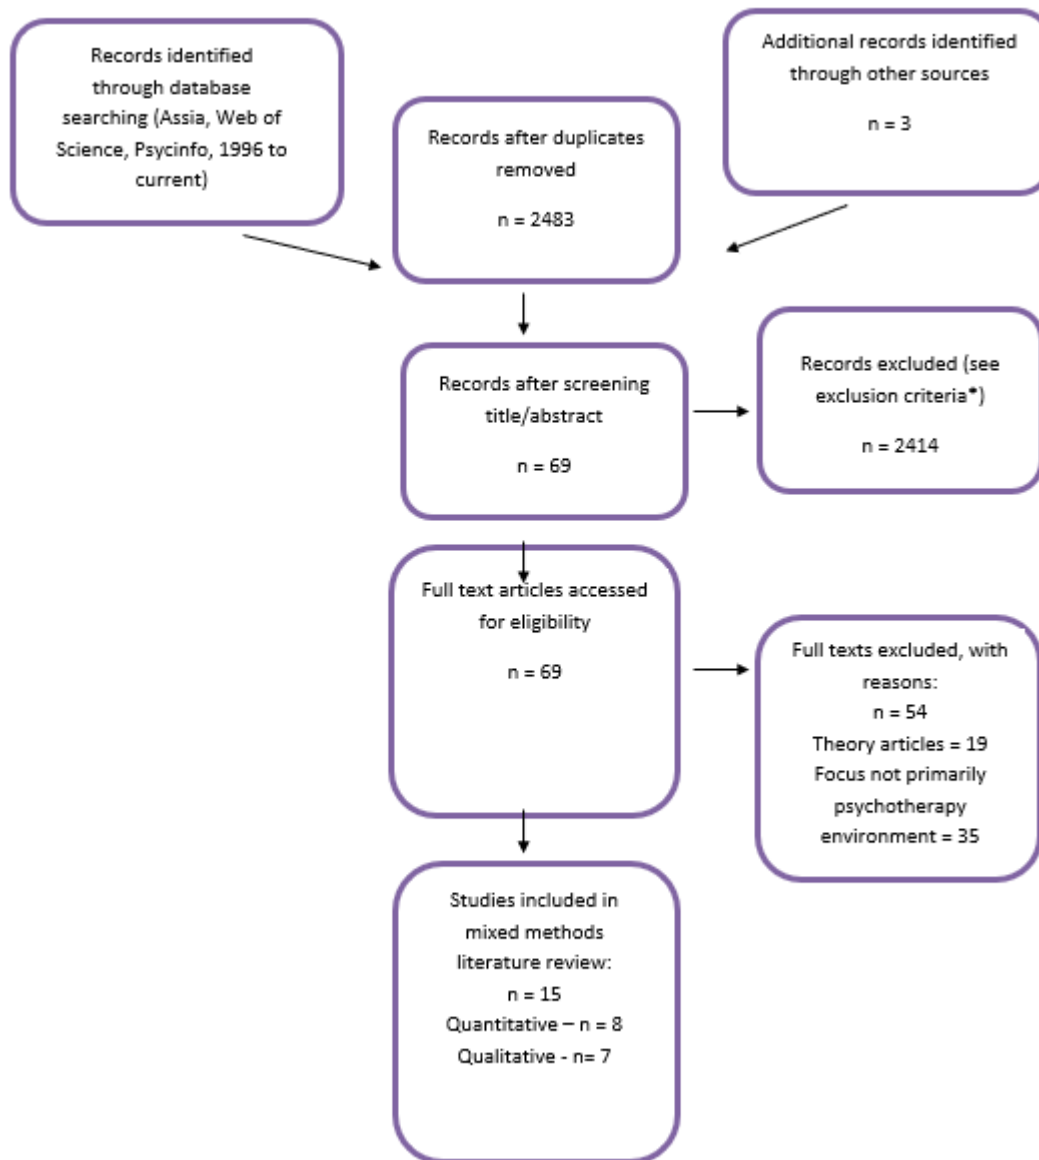 Records identified
through database
searching (Assia, Web of
Science, Psycinfo, 1996 to
current)
Additional records identified
through other sources
n = 3
Records after duplicates
removed
n = 2483
Records after screening
title/abstract
n = 69
Records excluded (see
exclusion criteria*)
n = 2414
Full text articles accessed
for eligibility
n = 69
Full texts excluded, with
reasons:
n = 54
Theory articles = 19
Focus not primarily
psychotherapy
environment = 35
Studies included in
mixed methods
literature review:
n = 15
Quantitative – n = 8
Qualitative - n= 7